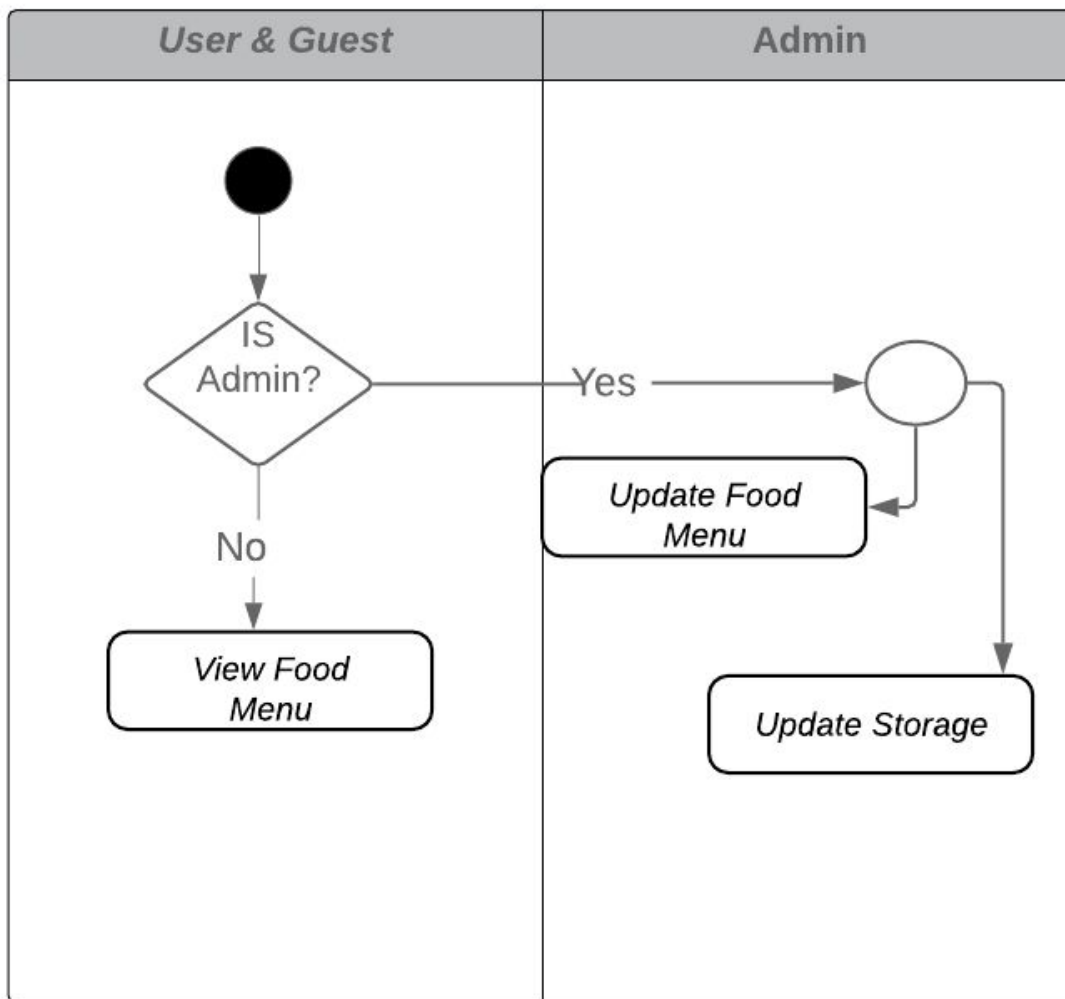 User & Guest
Admin
IS
Admin?
Yes
Update Food
Menu
No
View Food
Menu
Update Storage